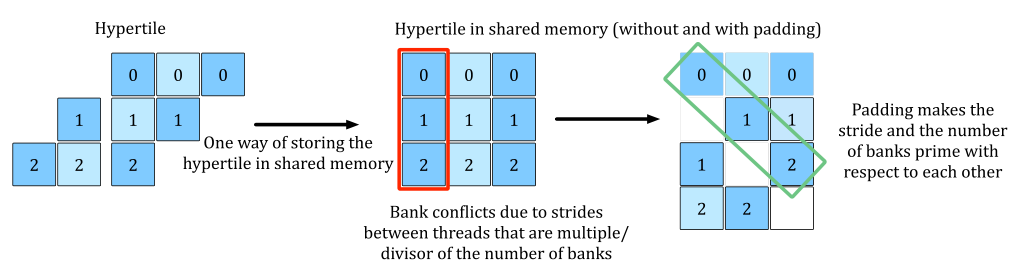 Hypertile
Hypertile in shared memory (without and with padding)
0 0 0
1 1 1
2 2 2
One way of storing the
hypertile in shared memory
0 0 0
1 1 1
2 2 2
Bank conflicts due to strides
between threads that are multiple/
divisor of the number of banks
0 0 0
1 1
1 2
2 2
Padding makes the
stride and the number
of banks prime with
respect to each other